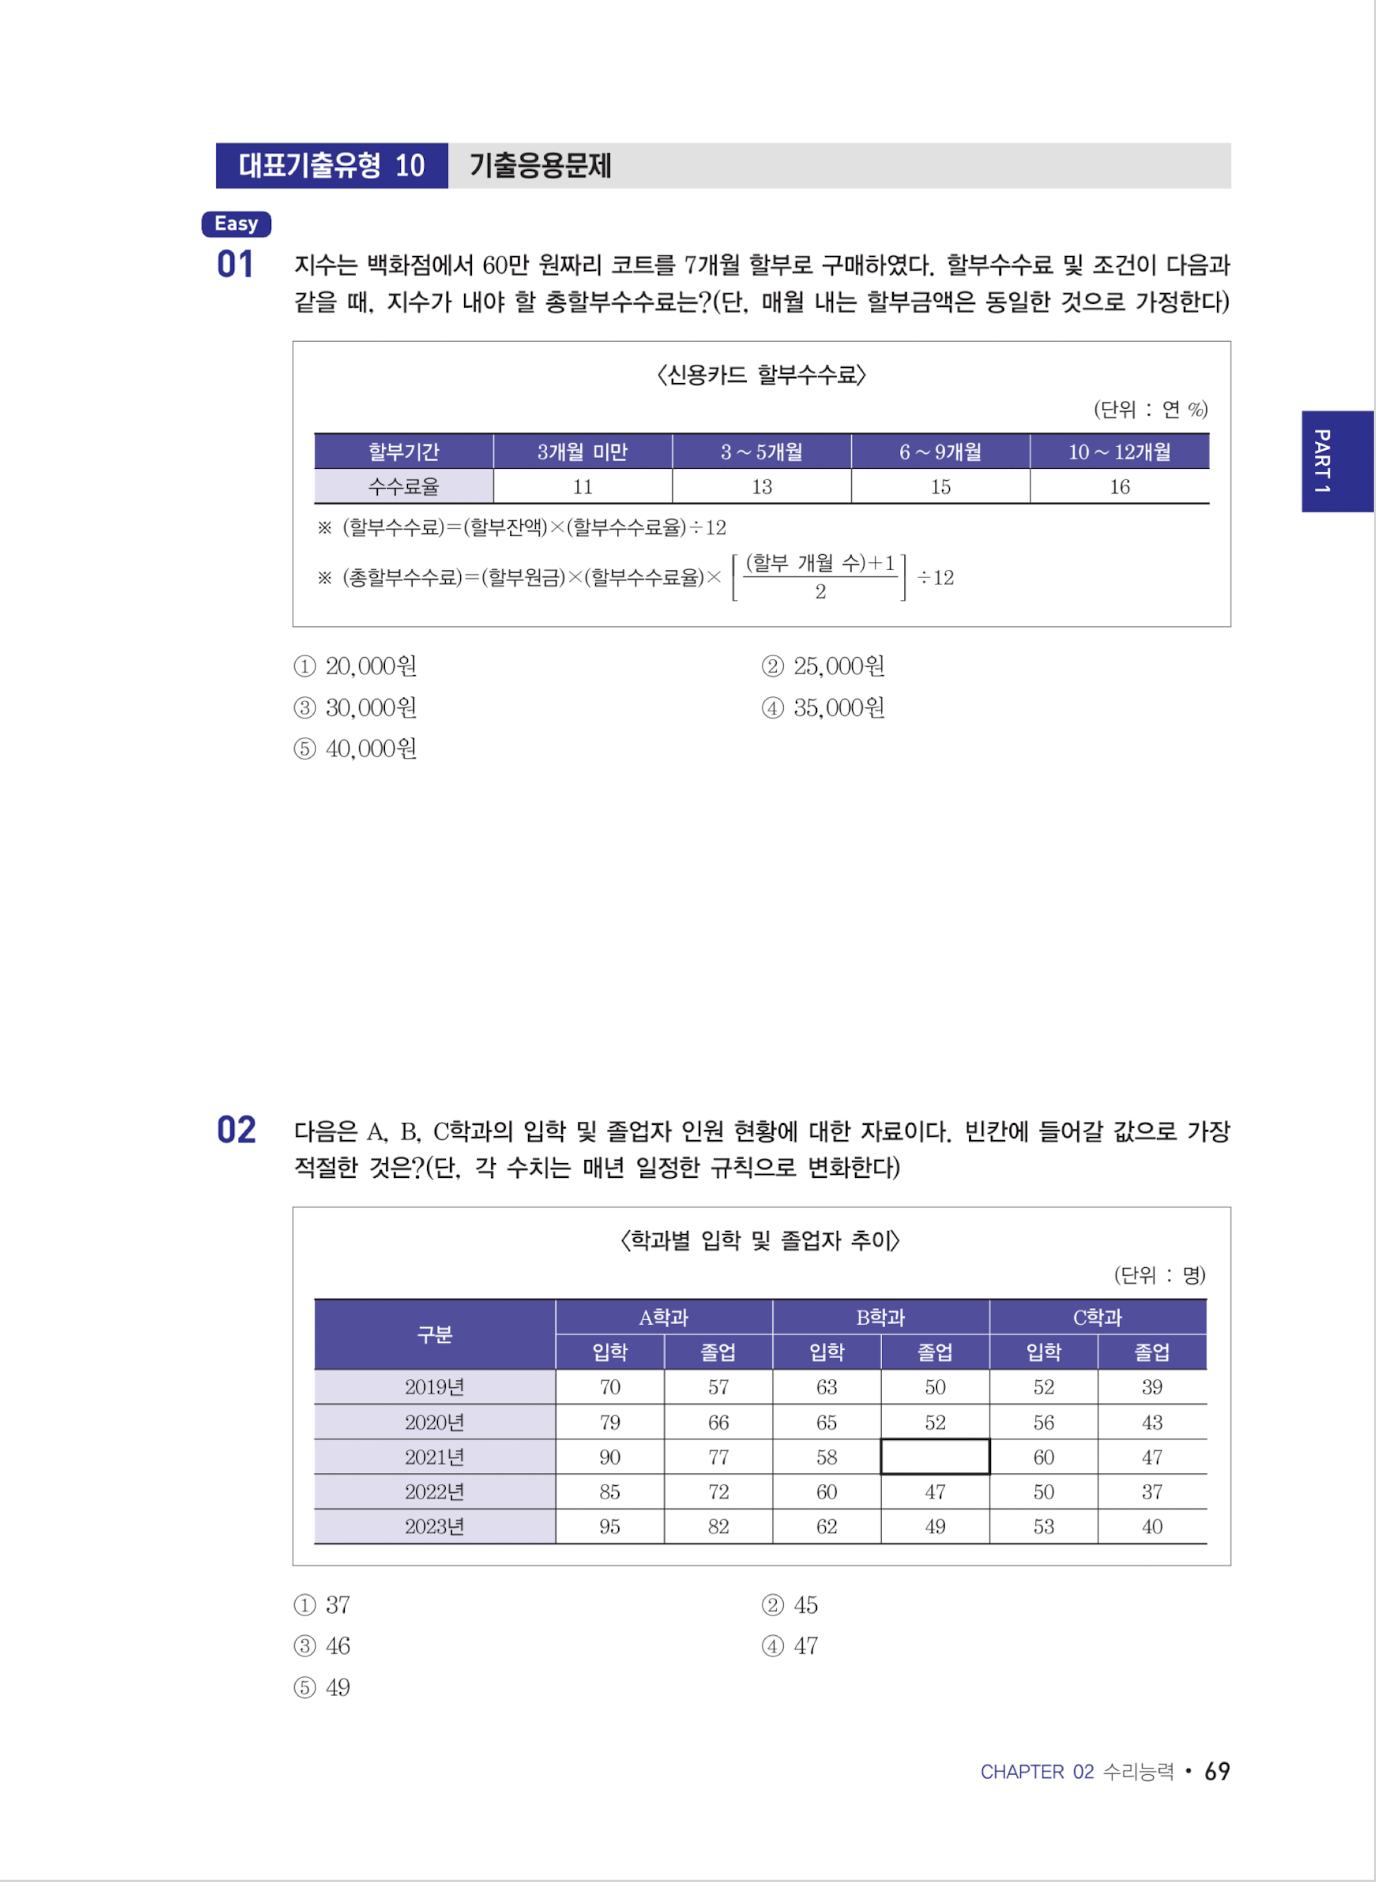 대표기출유형 10 기출응용문제
Easy
01 지수는 백화점에서 60만 원짜리 코트를 7개월 할부로 구매하였다. 할부수수료 및 조건이 다음과
같을 때, 지수가 내야 할 총할부수수료는?(단, 매월 내는 할부금액은 동일한 것으로 가정한다)
〈신용카드 할부수수료〉
(단위 : 연 %)
할부기간 3개월 미만 3～5개월 6～9개월 10～12개월
수수료율 11 13 15 16
※ (할부수수료)=(할부잔액)×(할부수수료율)÷12
※ (총할부수수료)=(할부원금)×(할부수수료율)×[(할부 개월 수)+1/2]÷12
① 20,000원 ② 25,000원
③ 30,000원 ④ 35,000원
⑤ 40,000원
PART 1
02 다음은 A, B, C학과의 입학 및 졸업자 인원 현황에 대한 자료이다. 빈칸에 들어갈 값으로 가장
적절한 것은?(단, 각 수치는 매년 일정한 규칙으로 변화한다)
〈학과별 입학 및 졸업자 추이〉
(단위 : 명)
구분 A학과 B학과 C학과
입학 졸업 입학 졸업 입학 졸업
2019년 70 57 63 50 52 39
2020년 79 66 65 52 56 43
2021년 90 77 58 60 47
2022년 85 72 60 47 50 37
2023년 95 82 62 49 53 40
① 37 ② 45
③ 46 ④ 47
⑤ 49
CHAPTER 02 수리능력 • 69